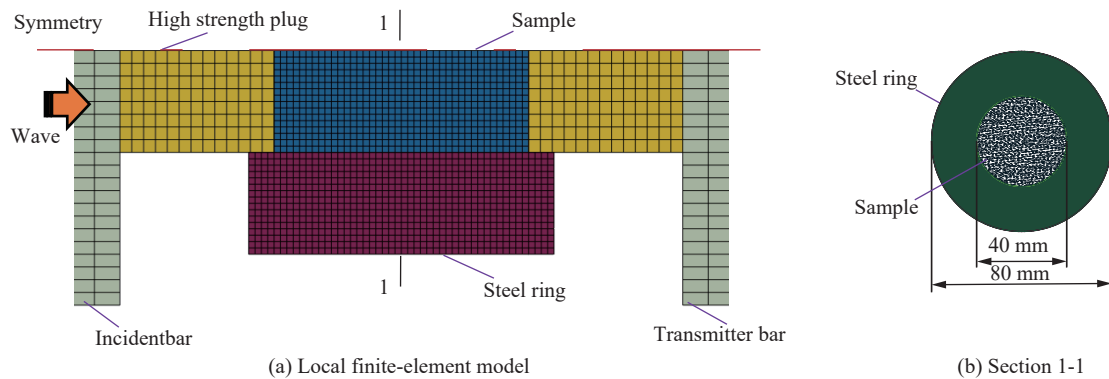 Symmetry
High strength plug
1
Sample
Wave
1
Steel ring
Incidentbar
Transmitter bar
(a) Local finite-element model
Steel ring
Sample
40 mm
80 mm
(b) Section 1-1